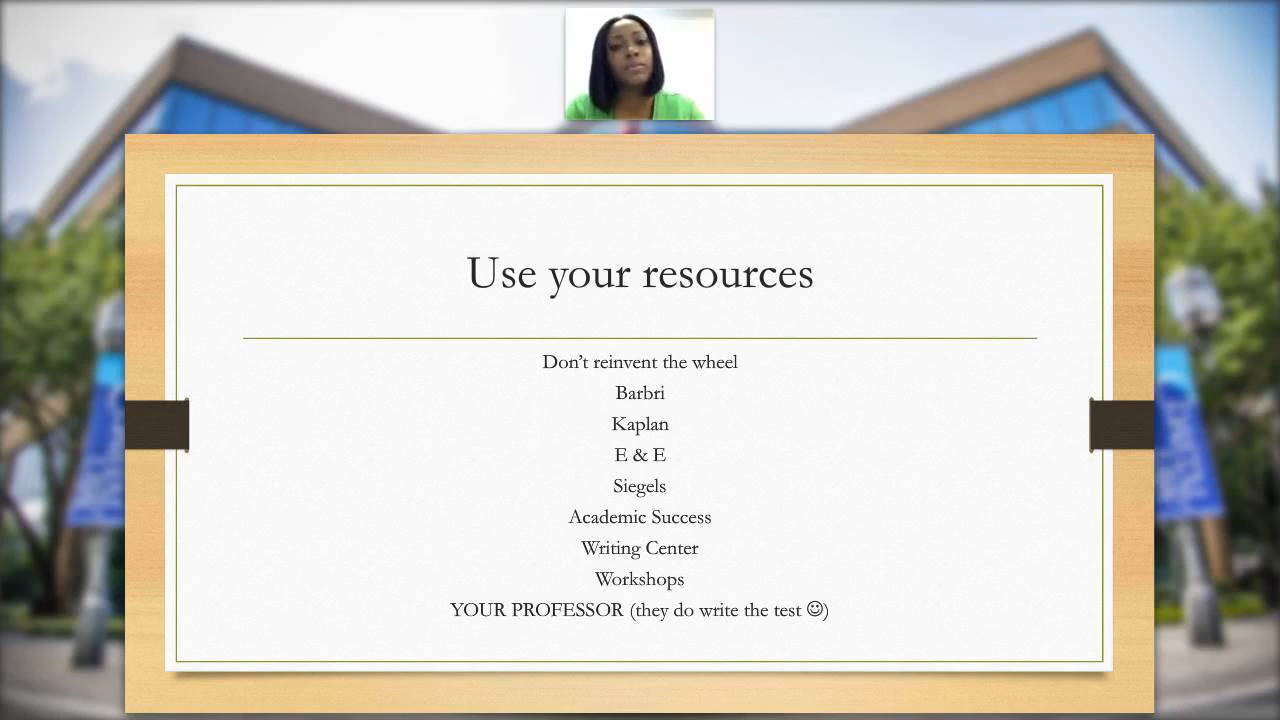 Use your resources
Don't reinvent the wheel
Barbri
Kaplan
E & E
Siegels
Academic Success
Writing Center
Workshops
YOUR PROFESSOR (they do write the test ☺)